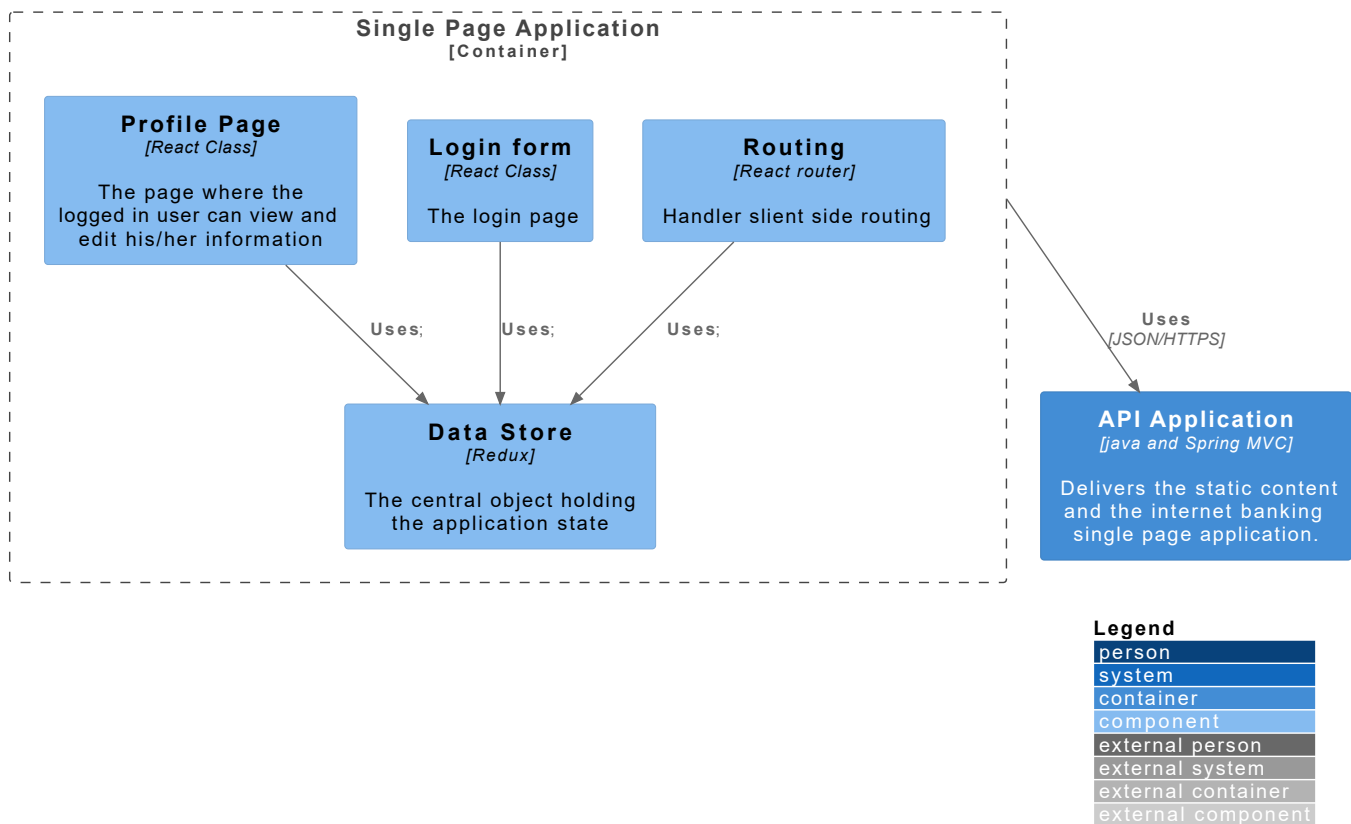 Single Page Application
[Container]
Profile Page
[React Class]
The page where the
logged in user can view and
edit his/her information
Login form
[React Class]
The login page
Routing
[React router]
Handler slient side routing
Uses;
Uses;
Uses;
Uses
[JSON/HTTPS]
Data Store
[Redux]
The central object holding
the application state
API Application
[java and Spring MVC]
Delivers the static content
and the internet banking
single page application.
Legend
person
system
container
component
external person
external system
external container
external component